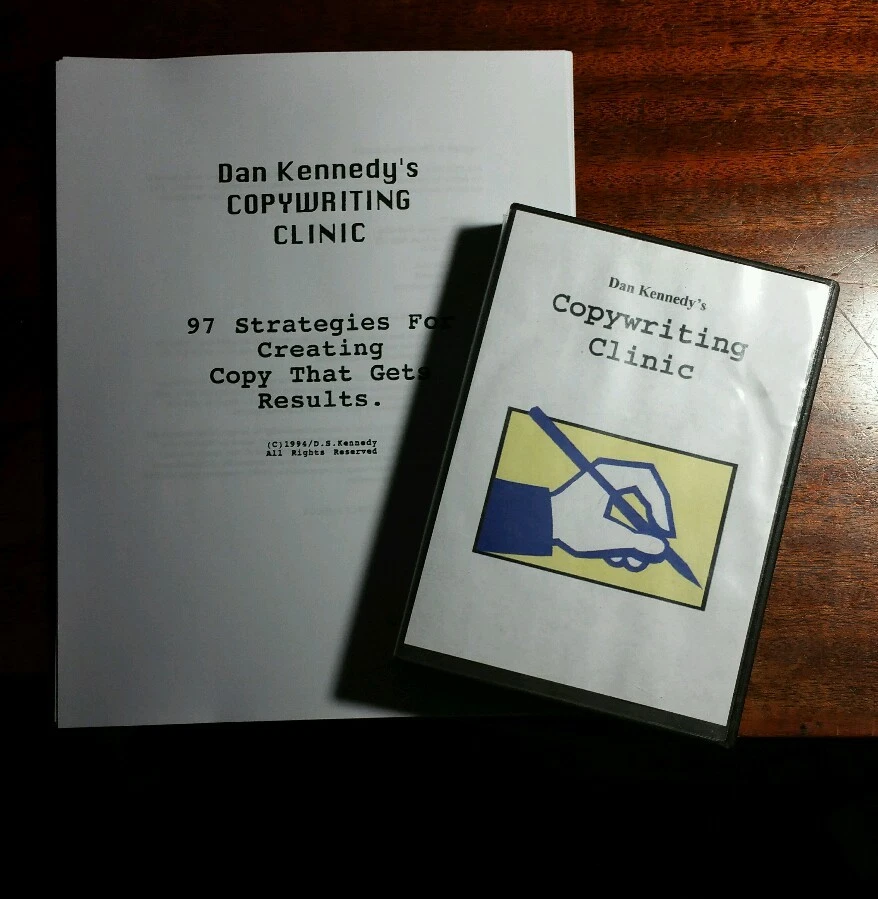 Dan Kennedy's
COPYWRITING
CLINIC
97 Strategies For
Creating
Copy That Gets
Results.
(C)1994/D.S.Kennedy
All Rights Reserved
Dan Kennedy's
Copywriting
Clinic